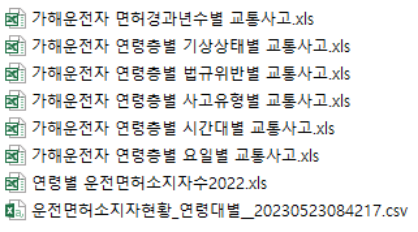 가해운전자 면허경과년수별 교통사고.xls
가해운전자 연령층별 기상상태별 교통사고.xls
가해운전자 연령층별 법규위반별 교통사고.xls
가해운전자 연령층별 사고유형별 교통사고.xls
가해운전자 연령층별 시간대별 교통사고.xls
가해운전자 연령층별 요일별 교통사고.xls
연령별 운전면허소지자수2022.xls
운전면허소지자현황_연령대별__20230523084217.csv